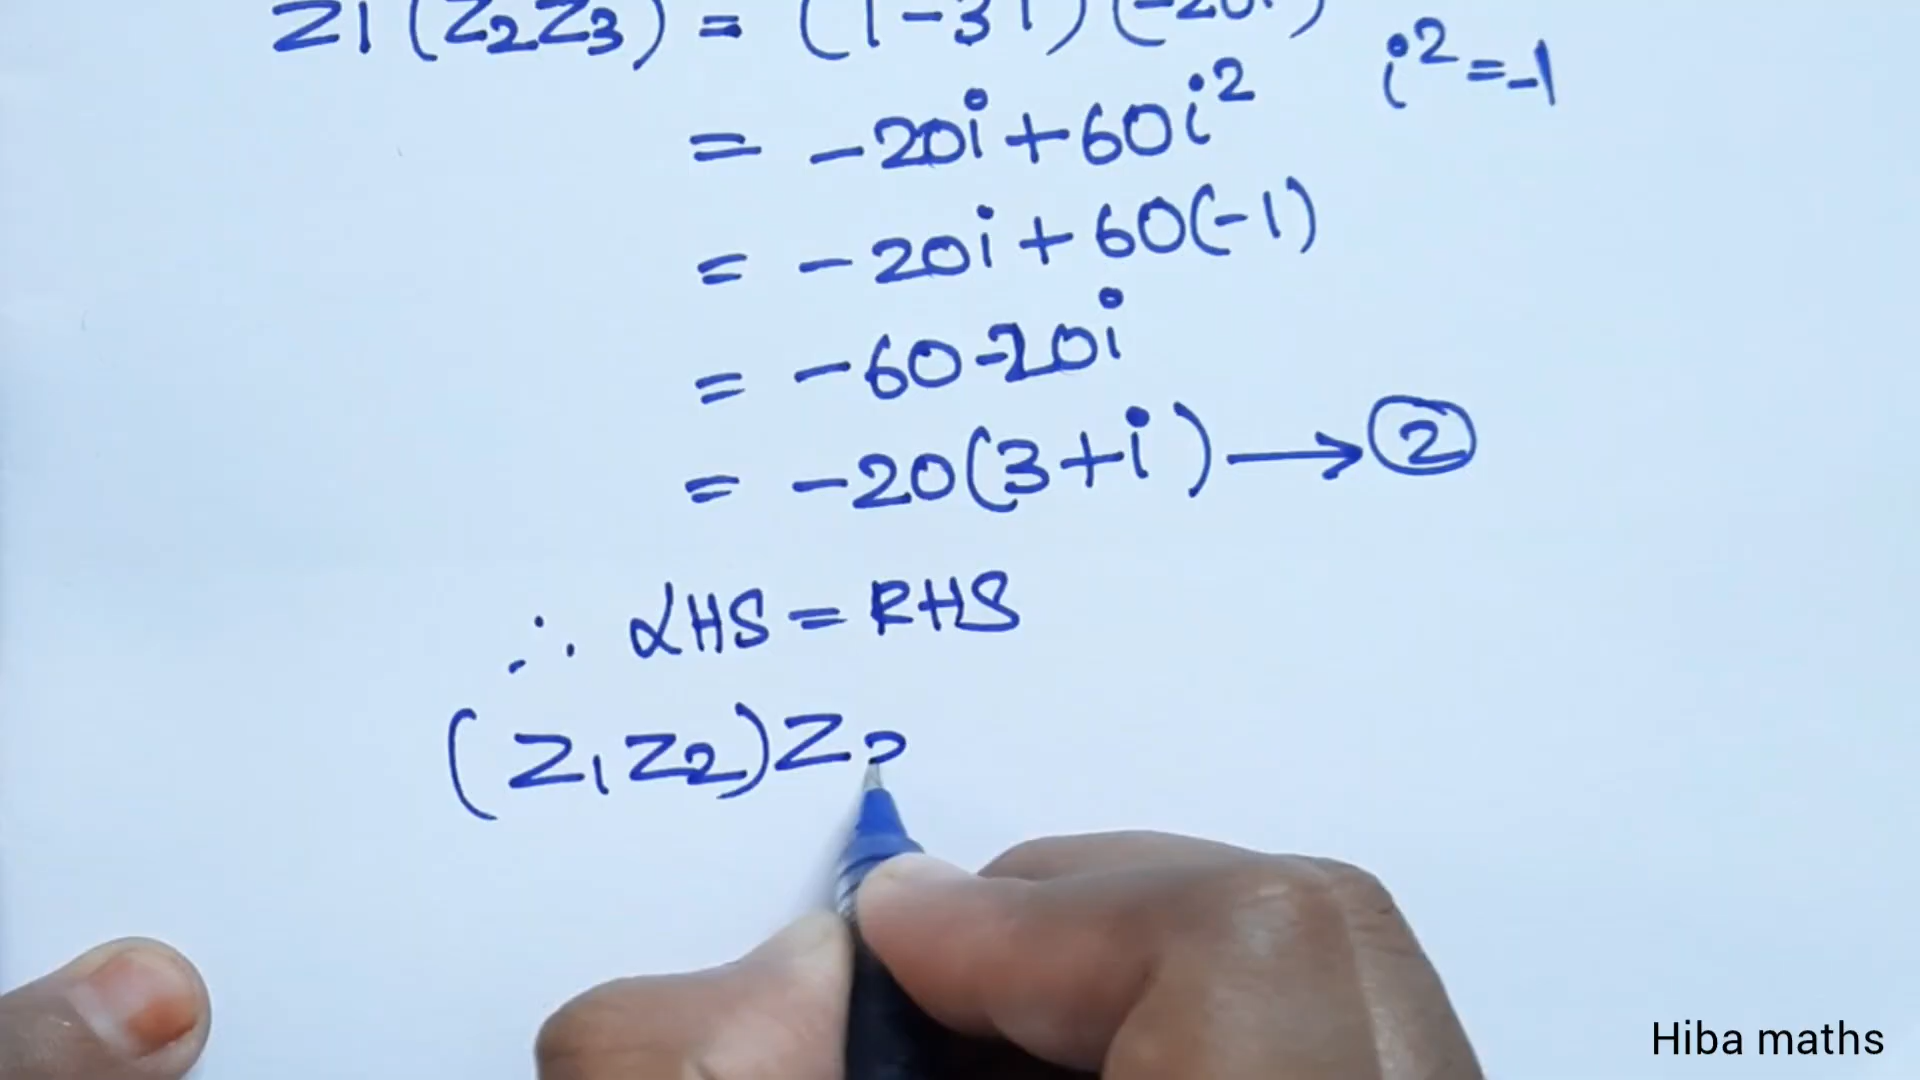 Z1 (Z2Z3) = (1-3i)(-20i)
i²=-1
= -20i+60i²
= -20i+60(-1)
= -60-20i
= -20(3+i) → 2
∴ LHS = RHS
(Z1Z2)Z
Hiba maths